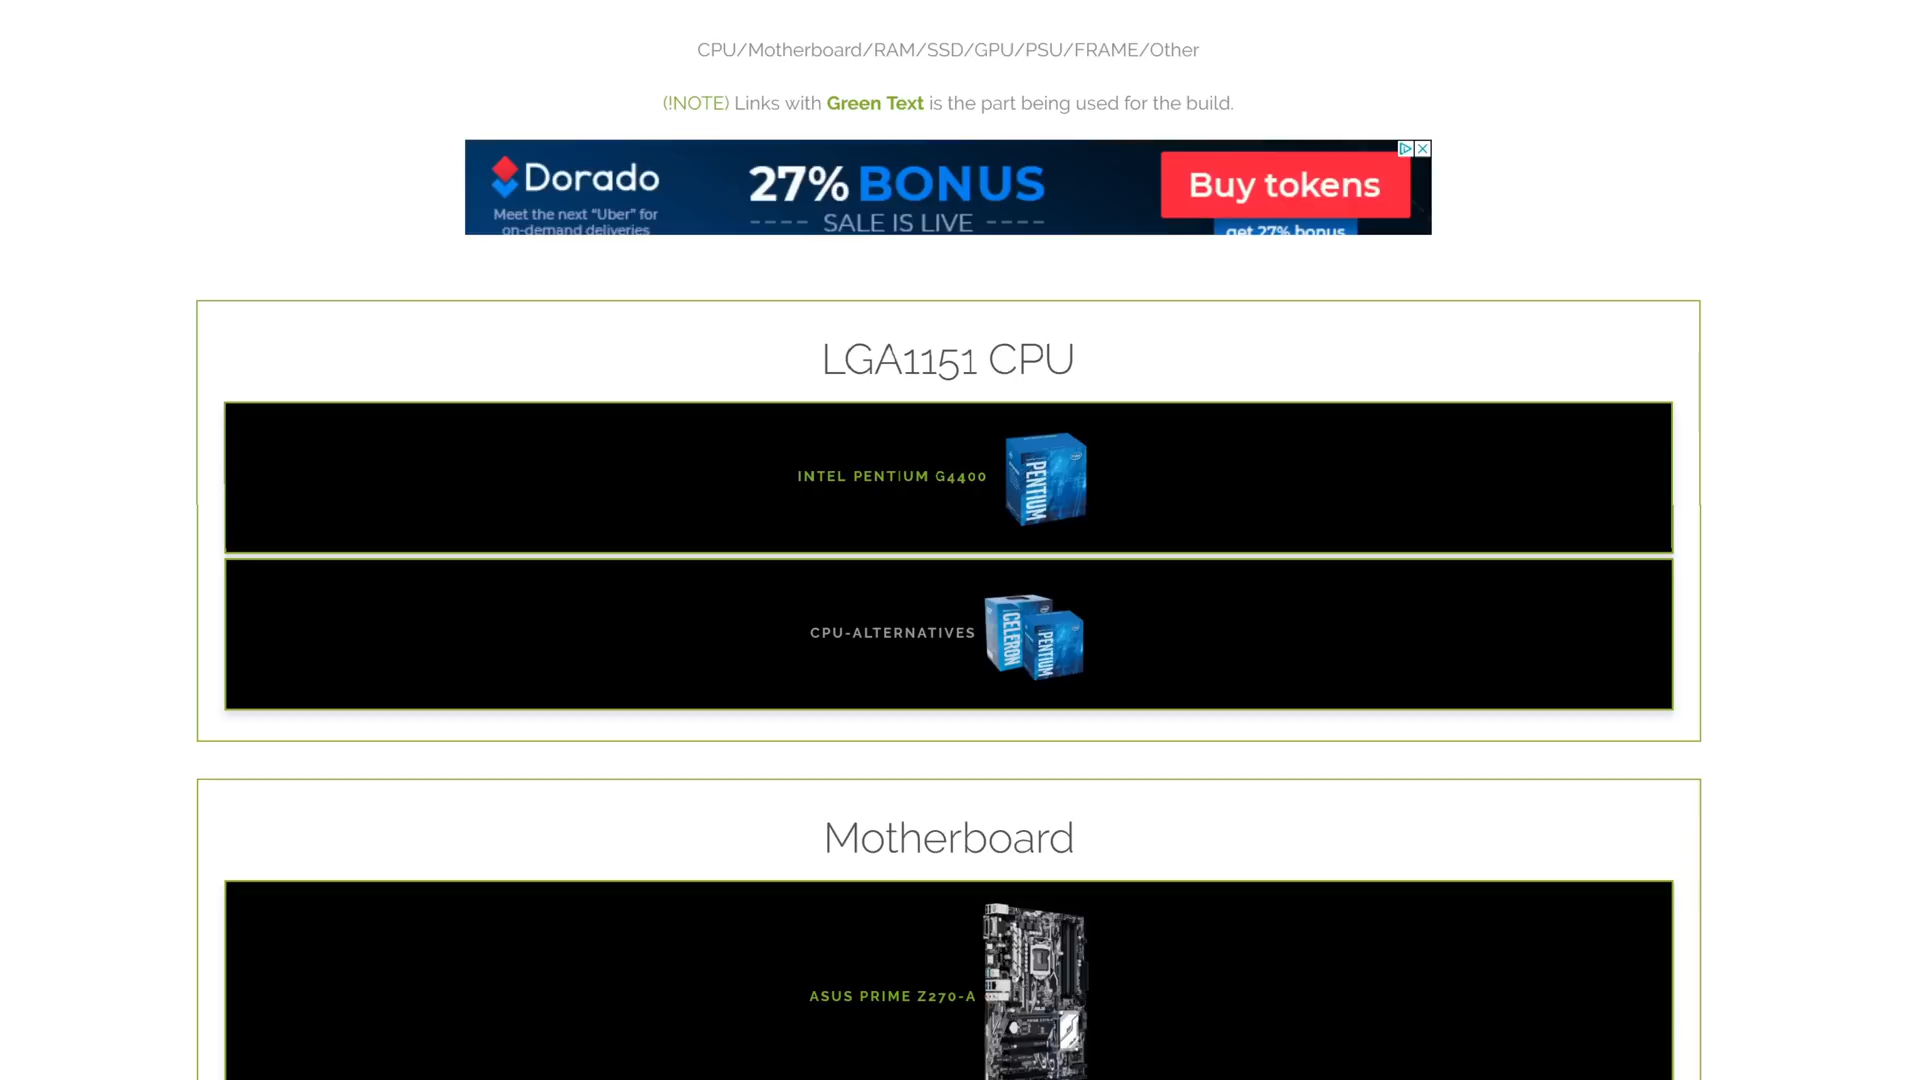 CPU/Motherboard/RAM/SSD/GPU/PSU/FRAME/Other
(!NOTE) Links with Green Text is the part being used for the build.
Dorado
Meet the next "Uber" for
on-demand deliveries
27% BONUS
---- SALE IS LIVE ----
Buy tokens
get 27% bonus
LGA1151 CPU
INTEL PENTIUM G4400
PENTIUM
CPU-ALTERNATIVES
CELERON
PENTIUM
Motherboard
ASUS PRIME Z270-A